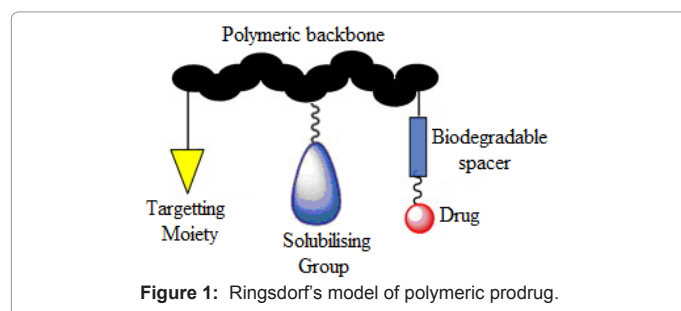 Polymeric backbone
Biodegradable
spacer
Targetting
Moiety
Solubilising
Group
Drug
Figure 1: Ringsdorf's model of polymeric prodrug.